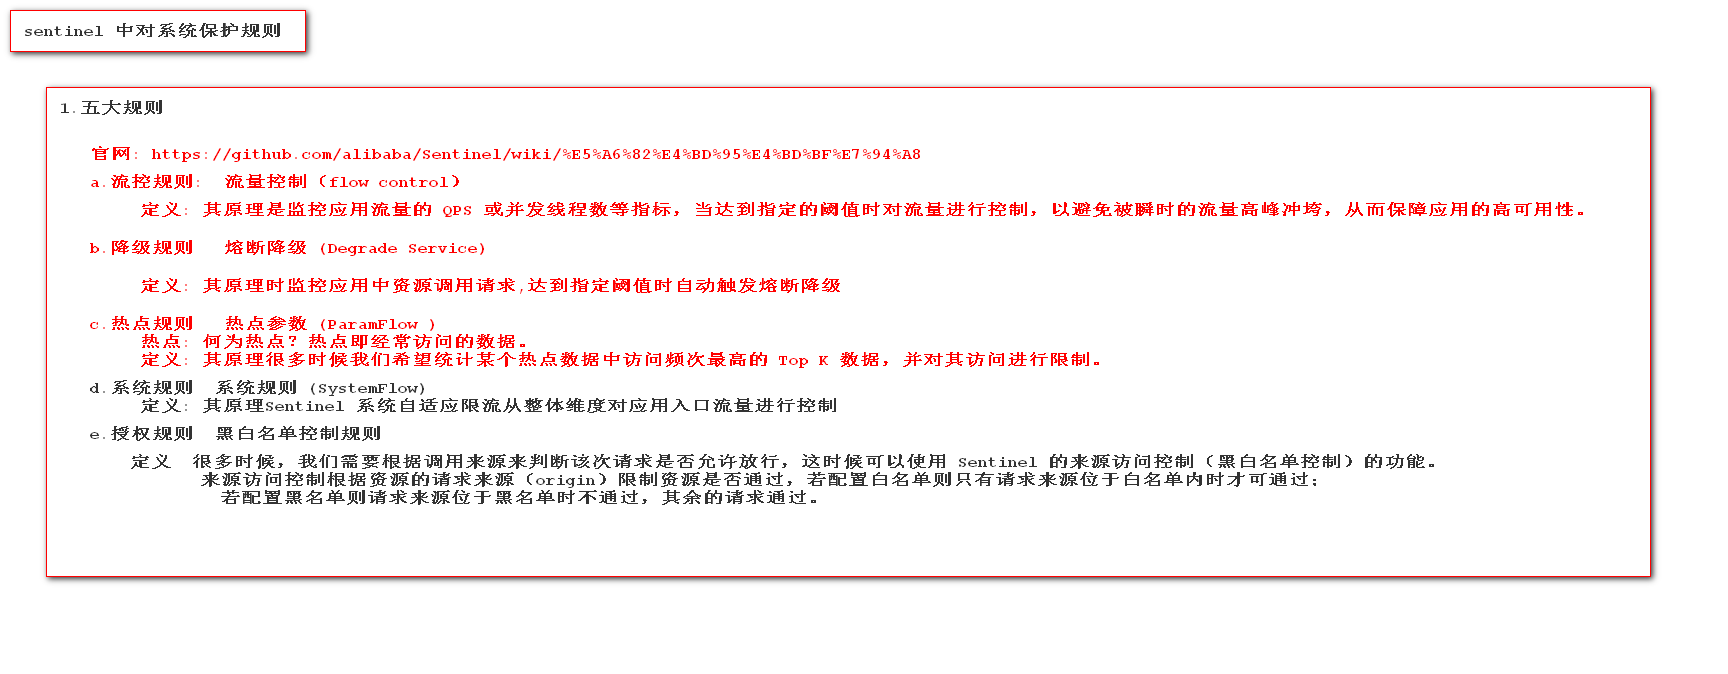 sentinel 中对系统保护规则
1.五大规则
官网: https://github.com/alibaba/Sentinel/wiki/%E5%A6%82%E4%BD%95%E4%BD%BF%E7%94%A8
a.流控规则: 流量控制（flow control）
定义: 其原理是监控应用流量的 QPS 或并发线程数等指标，当达到指定的阈值时对流量进行控制，以避免被瞬时的流量高峰冲垮，从而保障应用的高可用性。
b.降级规则 熔断降级 (Degrade Service)
定义: 其原理时监控应用中资源调用请求,达到指定阈值时自动触发熔断降级
c.热点规则 热点参数 (ParamFlow )
热点: 何为热点？热点即经常访问的数据。
定义: 其原理很多时候我们希望统计某个热点数据中访问频次最高的 Top K 数据，并对其访问进行限制。
d.系统规则 系统规则 (SystemFlow)
定义: 其原理Sentinel 系统自适应限流从整体维度对应用入口流量进行控制
e.授权规则 黑白名单控制规则
定义 很多时候，我们需要根据调用来源来判断该次请求是否允许放行，这时候可以使用 Sentinel 的来源访问控制（黑白名单控制）的功能。
来源访问控制根据资源的请求来源（origin）限制资源是否通过，若配置白名单则只有请求来源位于白名单内时才可通过；
若配置黑名单则请求来源位于黑名单时不通过，其余的请求通过。